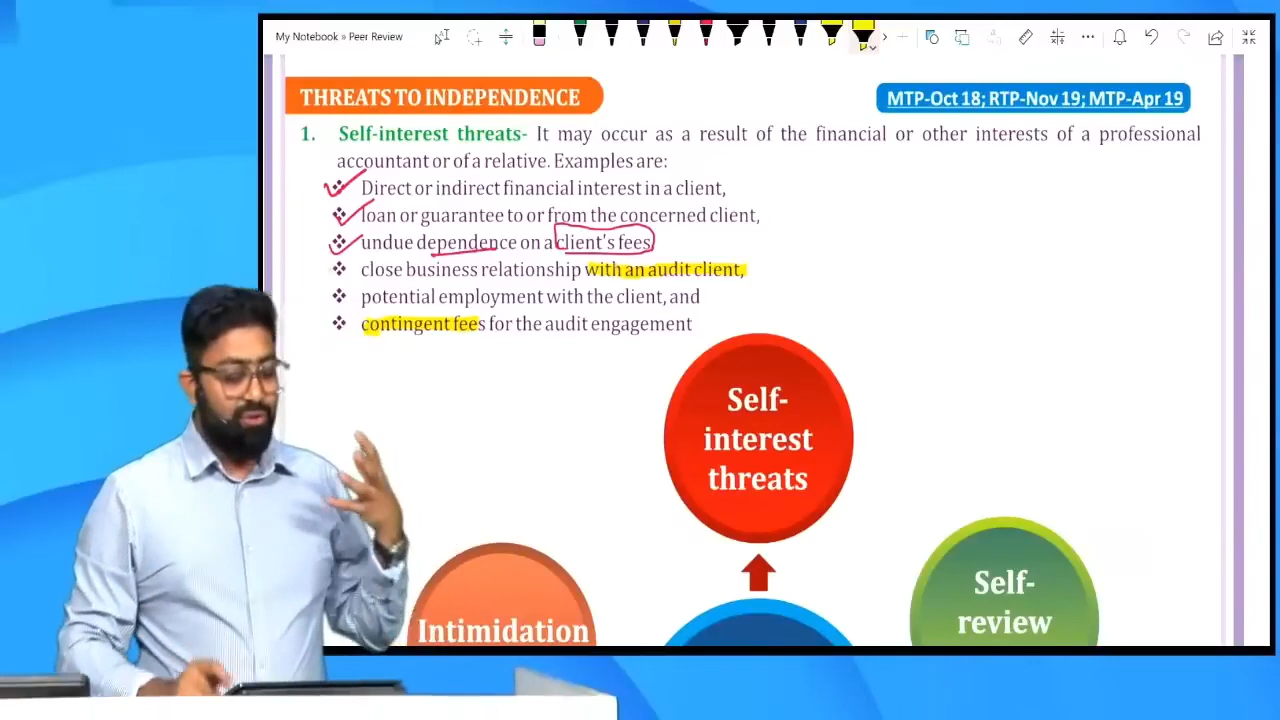 My Notebook » Peer Review
THREATS TO INDEPENDENCE
MTP-Oct 18; RTP-Nov 19; MTP-Apr 19
1. Self-interest threats- It may occur as a result of the financial or other interests of a professional
accountant or of a relative. Examples are:
❖ Direct or indirect financial interest in a client,
❖ loan or guarantee to or from the concerned client,
❖ undue dependence on a client's fees
❖ close business relationship with an audit client,
❖ potential employment with the client, and
❖ contingent fees for the audit engagement
Self-
interest
threats
Intimidation
Self-
review